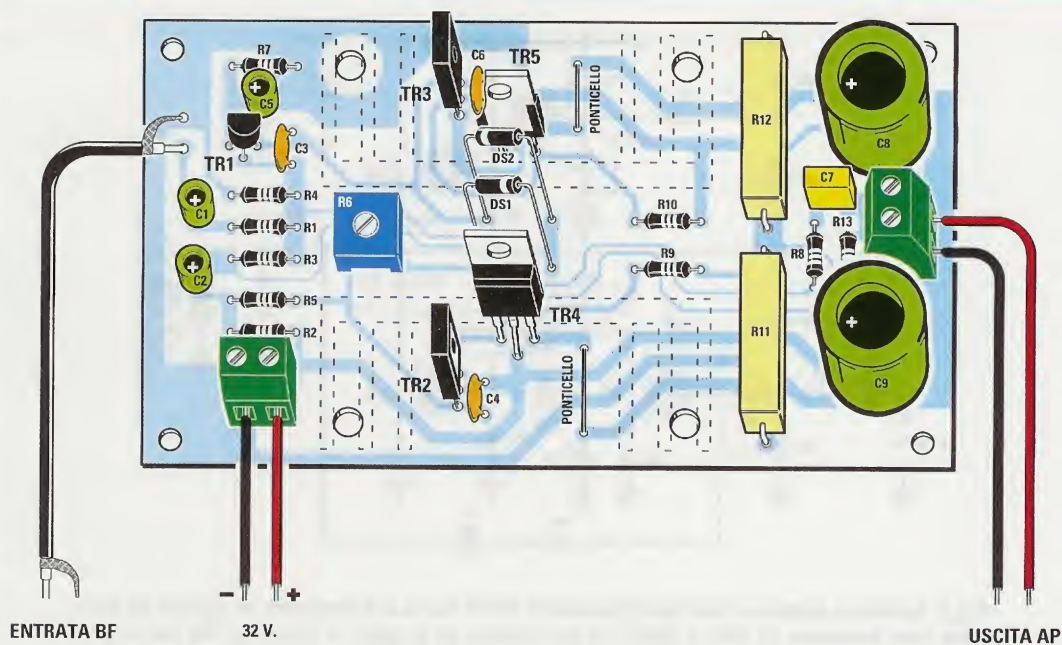 R7
C6
TR5
TR3
C5
PONTICELLO
R12
C8
TR1
C3
DS2
C7
R4
DS1
C1
R6
R10
R13
R1
R8
R3
R9
C2
R5
TR4
R11
R2
TR2
C4
PONTICELLO
C9
- +
ENTRATA BF
32 V.
USCITA AP